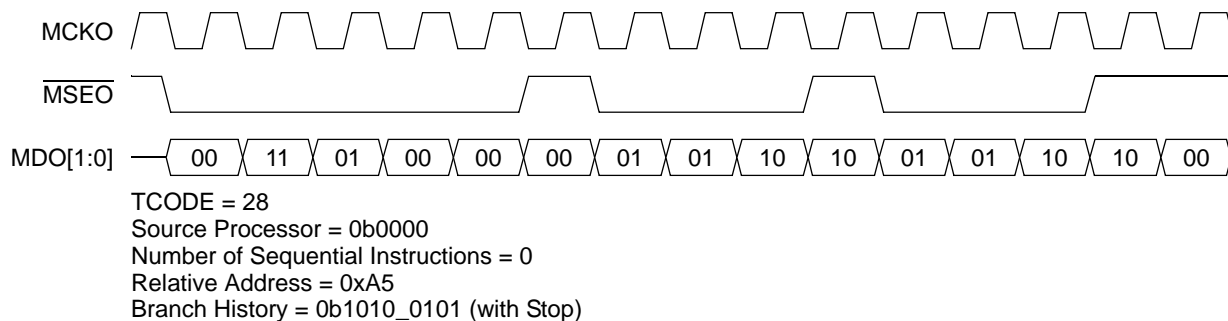 MCKO
MSEO
MDO[1:0] 00 11 01 00 00 00 01 01 10 10 01 01 10 10 00
TCODE = 28
Source Processor = 0b0000
Number of Sequential Instructions = 0
Relative Address = 0xA5
Branch History = 0b1010_0101 (with Stop)